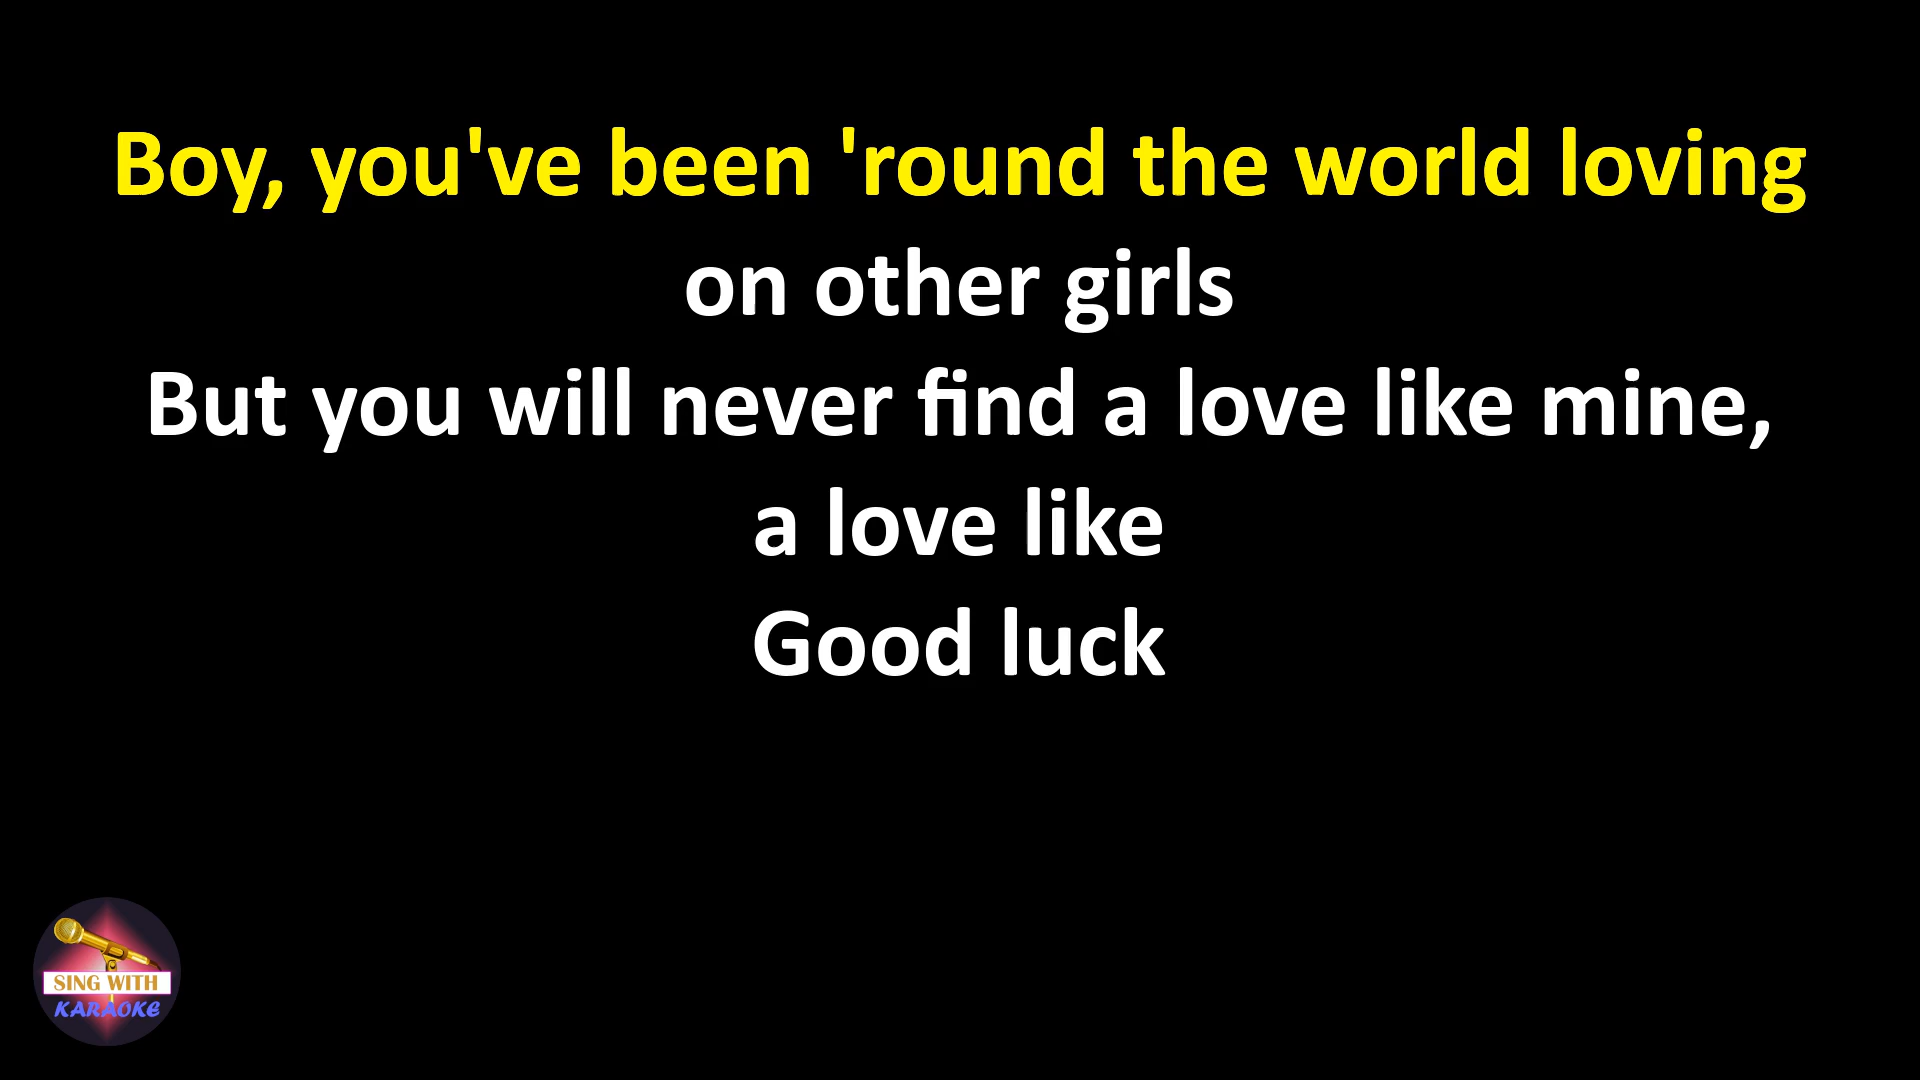 Boy, you've been 'round the world loving
on other girls
But you will never find a love like mine,
a love like
Good luck
SING WITH
KARAOKE